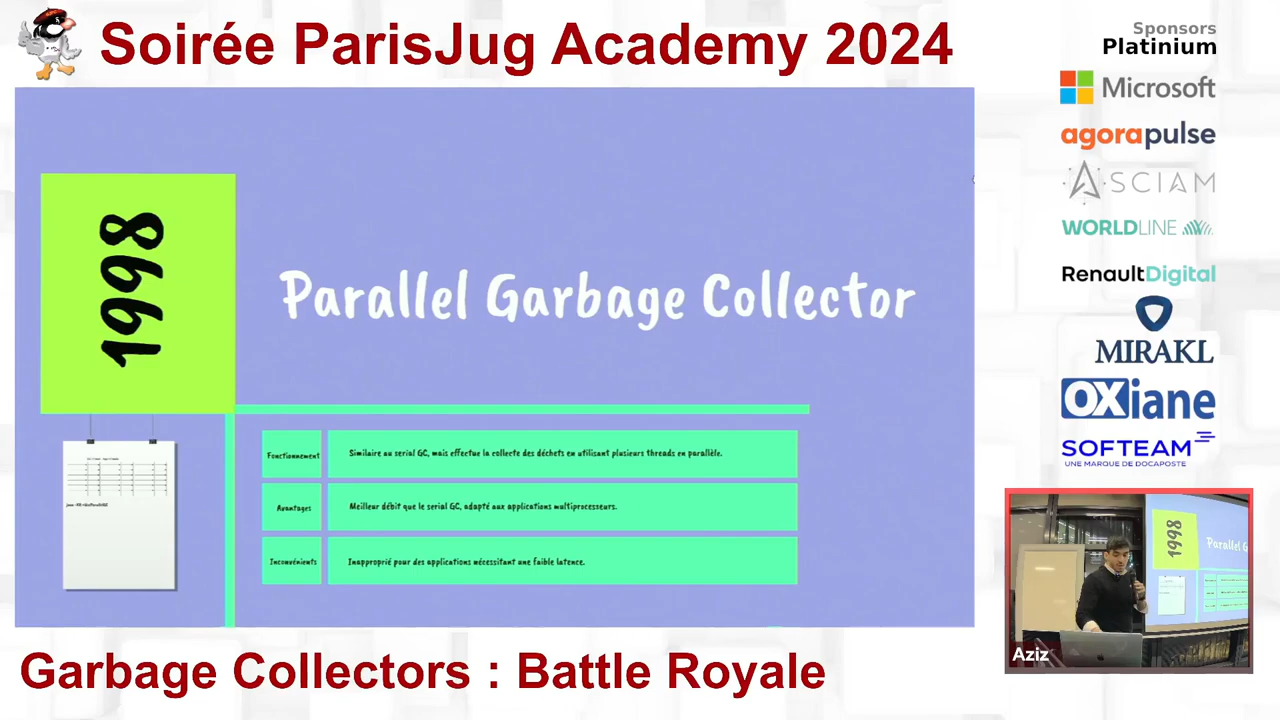 Soirée ParisJug Academy 2024
Sponsors
Platinium
Microsoft
agorapulse
ASCIAM
WORLDLINE
RenaultDigital
MIRAKL
OXiane
SOFTEAM
UNE MARQUE DE DOCAPOSTE
1998
Parallel Garbage Collector
Fonctionnement
Similaire au serial GC, mais effectue la collecte des déchets en utilisant plusieurs threads en parallèle.
Avantages
Meilleur débit que le serial GC, adapté aux applications multiprocesseurs.
Inconvénients
Inapproprié pour des applications nécessitant une faible latence.
1998
Parallel G
Aziz
Garbage Collectors : Battle Royale